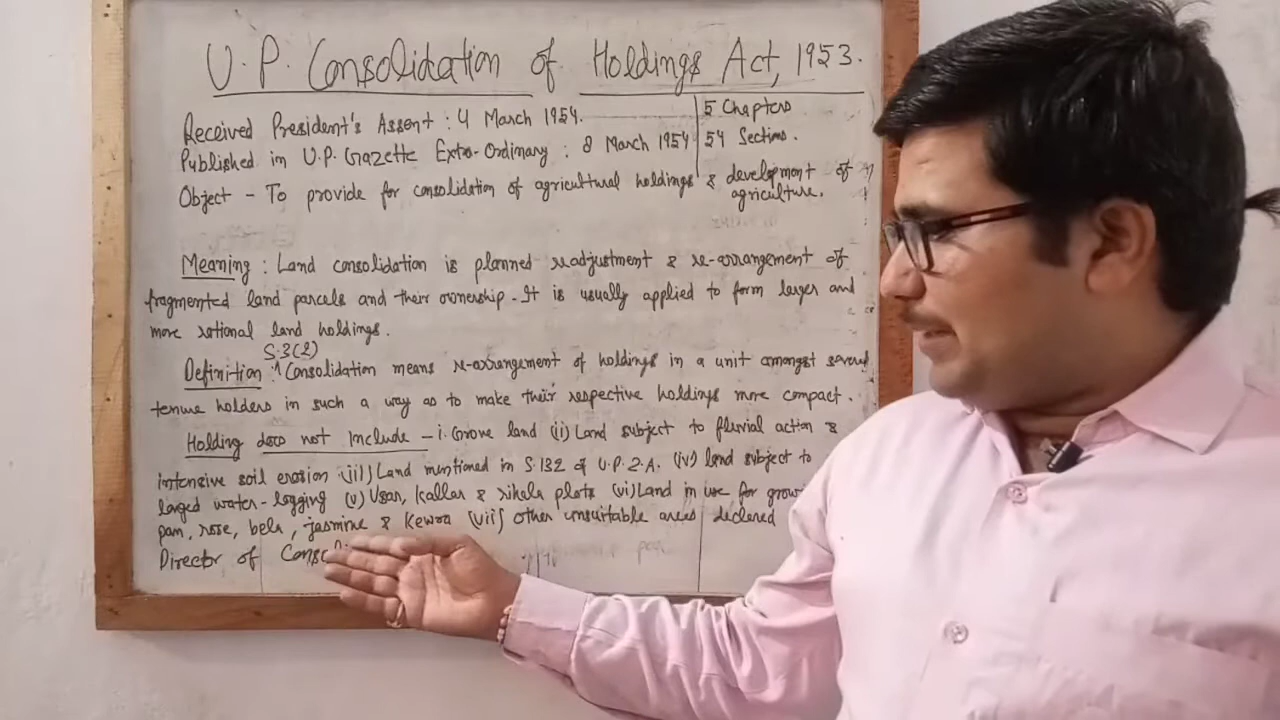 U.P. Consolidation of Holdings Act, 1953.
Received President's Assent : 4 March 1954.
5 Chapters
Published in U.P. Gazette Extra-Ordinary : 8 March 1954
54 Sections.
Object - To provide for consolidation of agricultural holdings & development of
agriculture.
Meaning : Land consolidation is planned readjustment & re-arrangement of
fragmented land parcels and their ownership. It is usually applied to form larger and
more rational land holdings.
S.3(2)
Definition : Consolidation means re-arrangement of holdings in a unit amongst several
tenure holders in such a way as to make their respective holdings more compact.
Holding does not Include - i. Grove land (ii) Land subject to fluvial action &
intensive soil erosion (iii) Land mentioned in S.132 of U.P.Z.A. (iv) land subject to
water-logging (v) Usar, Kallar & rihala plots (vi) Land in use for
pan, rose, bela, jasmine & Kewra (vii) other unsuitable areas declared
Director of